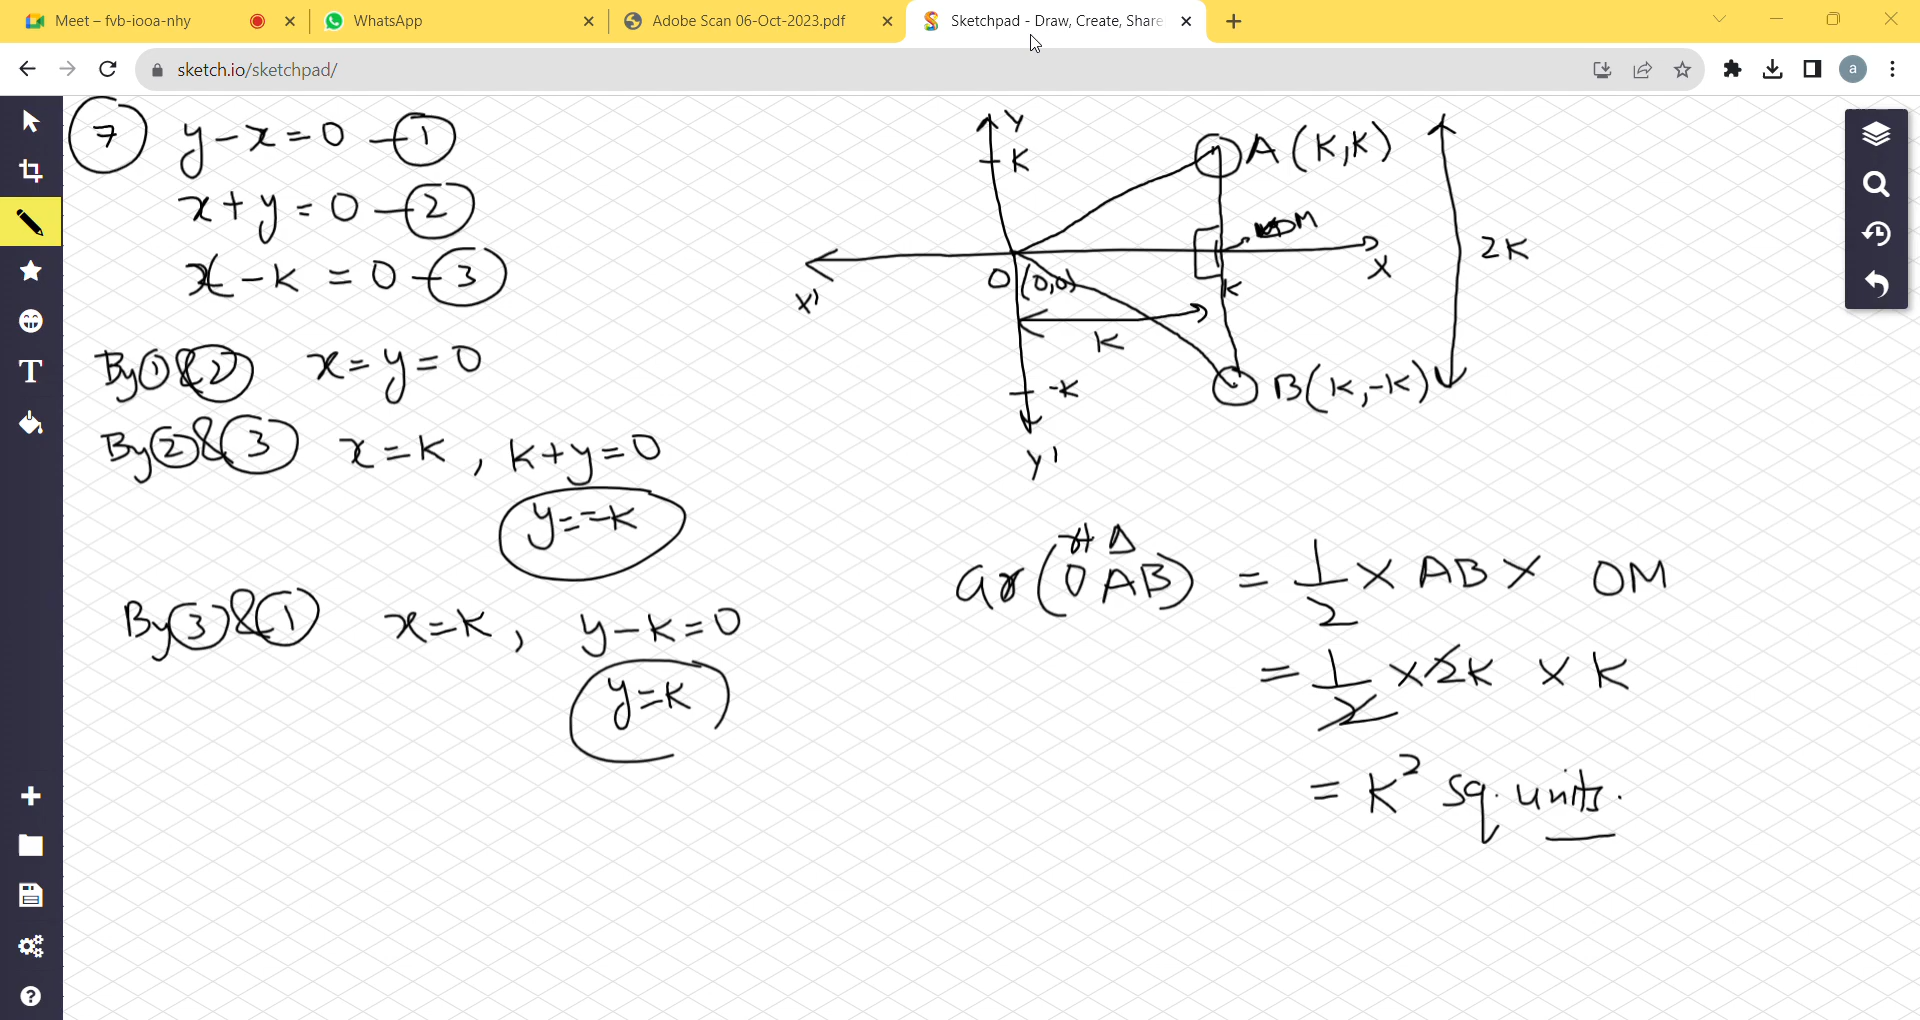 Meet – fvb-iooa-nhy
WhatsApp
Adobe Scan 06-Oct-2023.pdf
Sketchpad - Draw, Create, Share
sketch.io/sketchpad/
a
T
7 y - x = 0 - 1
x + y = 0 - 2
x - k = 0 - 3
By 1 & 2 x = y = 0
By 2 & 3 x = k , k + y = 0
y = -k
By 3 & 1 x = k , y - k = 0
y = k
Y
K
A (K,K)
M
2K
X
X'
O (0,0)
K
K
-K
B(K,-K)
Y'
Δ
ar(OAB) = 1/2 × AB × OM
= 1/2 × 2K × K
= K² sq. units.